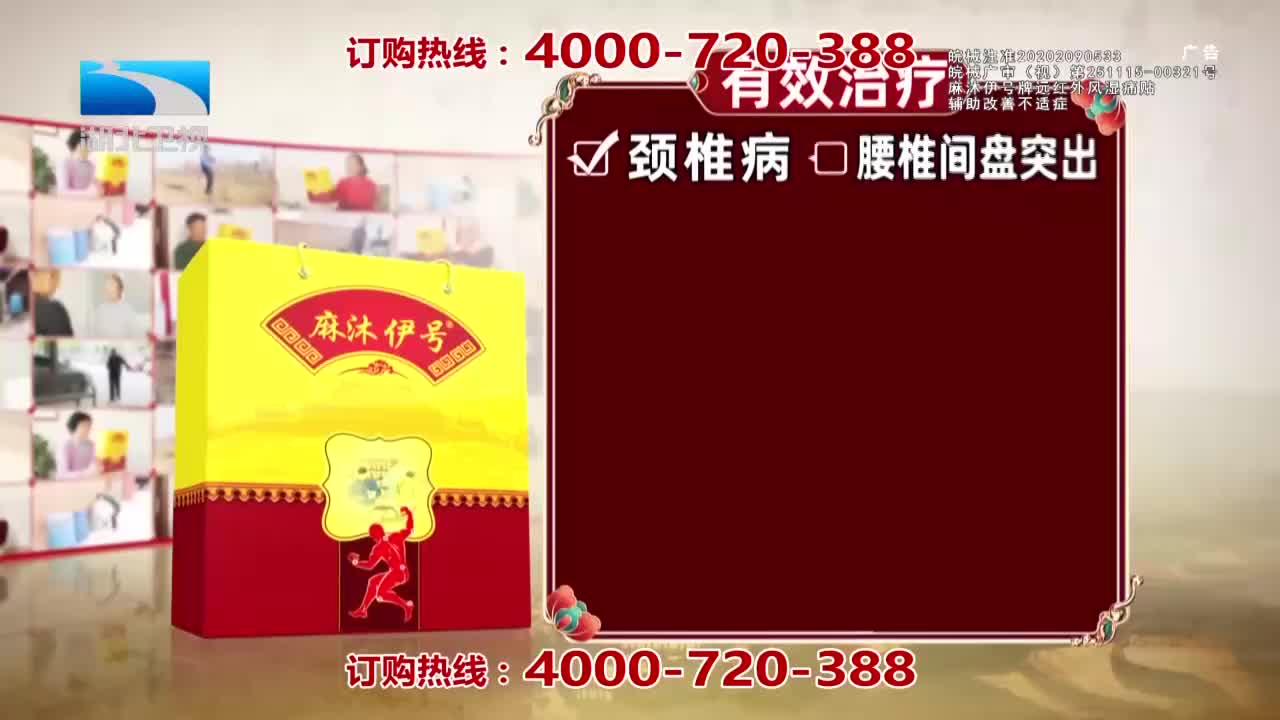 订购热线：4000-720-388
皖械注准20202090533
广告
皖械广审（视）第251115-00321号
麻沐伊号牌远红外风湿痛贴
辅助改善不适症
湖北卫视
有效治疗
颈椎病
腰椎间盘突出
麻沐伊号®
订购热线：4000-720-388